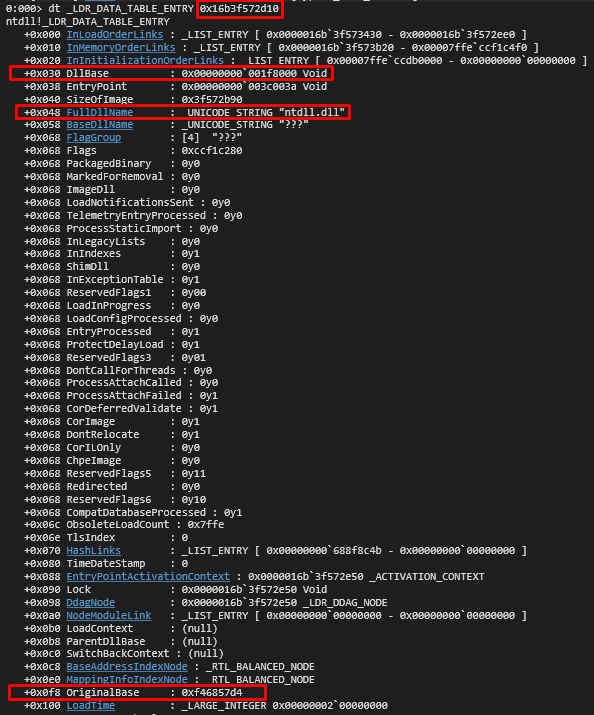 0:000> dt _LDR_DATA_TABLE_ENTRY 0x16b3f572d10
ntdll!_LDR_DATA_TABLE_ENTRY
+0x000 InLoadOrderLinks : _LIST_ENTRY [ 0x0000016b`3f573430 - 0x0000016b`3f572ee0 ]
+0x010 InMemoryOrderLinks : _LIST_ENTRY [ 0x0000016b`3f573b20 - 0x00007ffe`ccf1c4f0 ]
+0x020 InInitializationOrderLinks : _LIST_ENTRY [ 0x00007ffe`ccdb0000 - 0x00000000`00000000 ]
+0x030 DllBase : 0x00000000`001f8000 Void
+0x038 EntryPoint : 0x00000000`003c003a Void
+0x040 SizeOfImage : 0x3f572b90
+0x048 FullDllName : _UNICODE_STRING "ntdll.dll"
+0x058 BaseDllName : _UNICODE_STRING "???"
+0x068 FlagGroup : [4] "???"
+0x068 Flags : 0xccf1c280
+0x068 PackagedBinary : 0y0
+0x068 MarkedForRemoval : 0y0
+0x068 ImageDll : 0y0
+0x068 LoadNotificationsSent : 0y0
+0x068 TelemetryEntryProcessed : 0y0
+0x068 ProcessStaticImport : 0y0
+0x068 InLegacyLists : 0y0
+0x068 InIndexes : 0y1
+0x068 ShimDll : 0y0
+0x068 InExceptionTable : 0y1
+0x068 ReservedFlags1 : 0y00
+0x068 LoadInProgress : 0y0
+0x068 LoadConfigProcessed : 0y0
+0x068 EntryProcessed : 0y1
+0x068 ProtectDelayLoad : 0y1
+0x068 ReservedFlags3 : 0y01
+0x068 DontCallForThreads : 0y0
+0x068 ProcessAttachCalled : 0y0
+0x068 ProcessAttachFailed : 0y1
+0x068 CorDeferredValidate : 0y1
+0x068 CorImage : 0y1
+0x068 DontRelocate : 0y1
+0x068 CorILOnly : 0y0
+0x068 ChpeImage : 0y0
+0x068 ReservedFlags5 : 0y11
+0x068 Redirected : 0y0
+0x068 ReservedFlags6 : 0y10
+0x068 CompatDatabaseProcessed : 0y1
+0x06c ObsoleteLoadCount : 0x7ffe
+0x06e TlsIndex : 0
+0x070 HashLinks : _LIST_ENTRY [ 0x00000000`688f8c4b - 0x00000000`00000000 ]
+0x080 TimeDateStamp : 0
+0x088 EntryPointActivationContext : 0x0000016b`3f572e50 _ACTIVATION_CONTEXT
+0x090 Lock : 0x0000016b`3f572e50 Void
+0x098 DdagNode : 0x0000016b`3f572e50 _LDR_DDAG_NODE
+0x0a0 NodeModuleLink : _LIST_ENTRY [ 0x00000000`00000000 - 0x00000000`00000000 ]
+0x0b0 LoadContext : (null)
+0x0b8 ParentDllBase : (null)
+0x0c0 SwitchBackContext : (null)
+0x0c8 BaseAddressIndexNode : _RTL_BALANCED_NODE
+0x0e0 MappingInfoIndexNode : _RTL_BALANCED_NODE
+0x0f8 OriginalBase : 0xf46857d4
+0x100 LoadTime : _LARGE_INTEGER 0x00000002`00000000